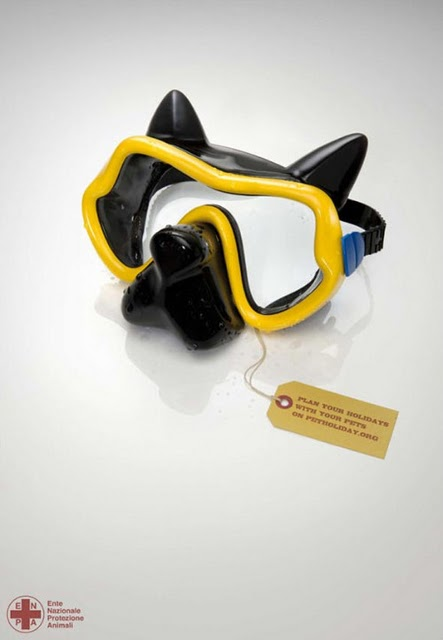 PLAN YOUR HOLIDAYS
WITH YOUR PETS
ON PETHOLIDAY.ORG
E N
P A
Ente
Nazionale
Protezione
Animali